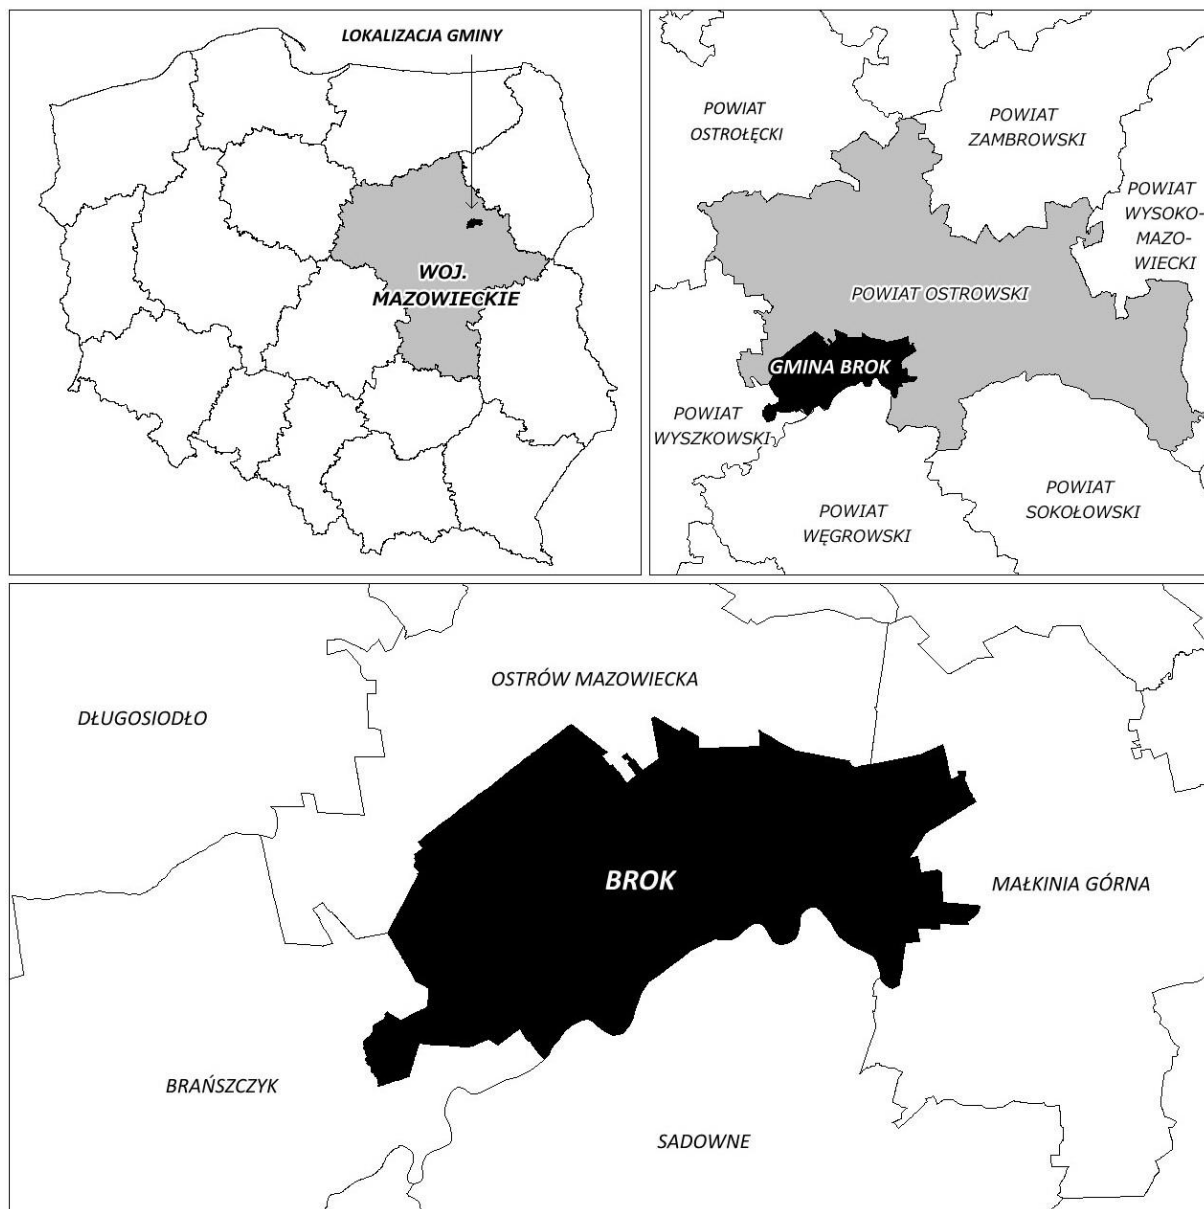 LOKALIZACJA GMINY
WOJ.
MAZOWIECKIE
POWIAT
OSTROŁĘCKI
POWIAT
ZAMBROWSKI
POWIAT
WYSOKO-
MAZO-
WIECKI
POWIAT OSTROWSKI
GMINA BROK
POWIAT
WYSZKOWSKI
POWIAT
WĘGROWSKI
POWIAT
SOKOŁOWSKI
OSTRÓW MAZOWIECKA
DŁUGOSIODŁO
BROK
MAŁKINIA GÓRNA
BRAŃSZCZYK
SADOWNE